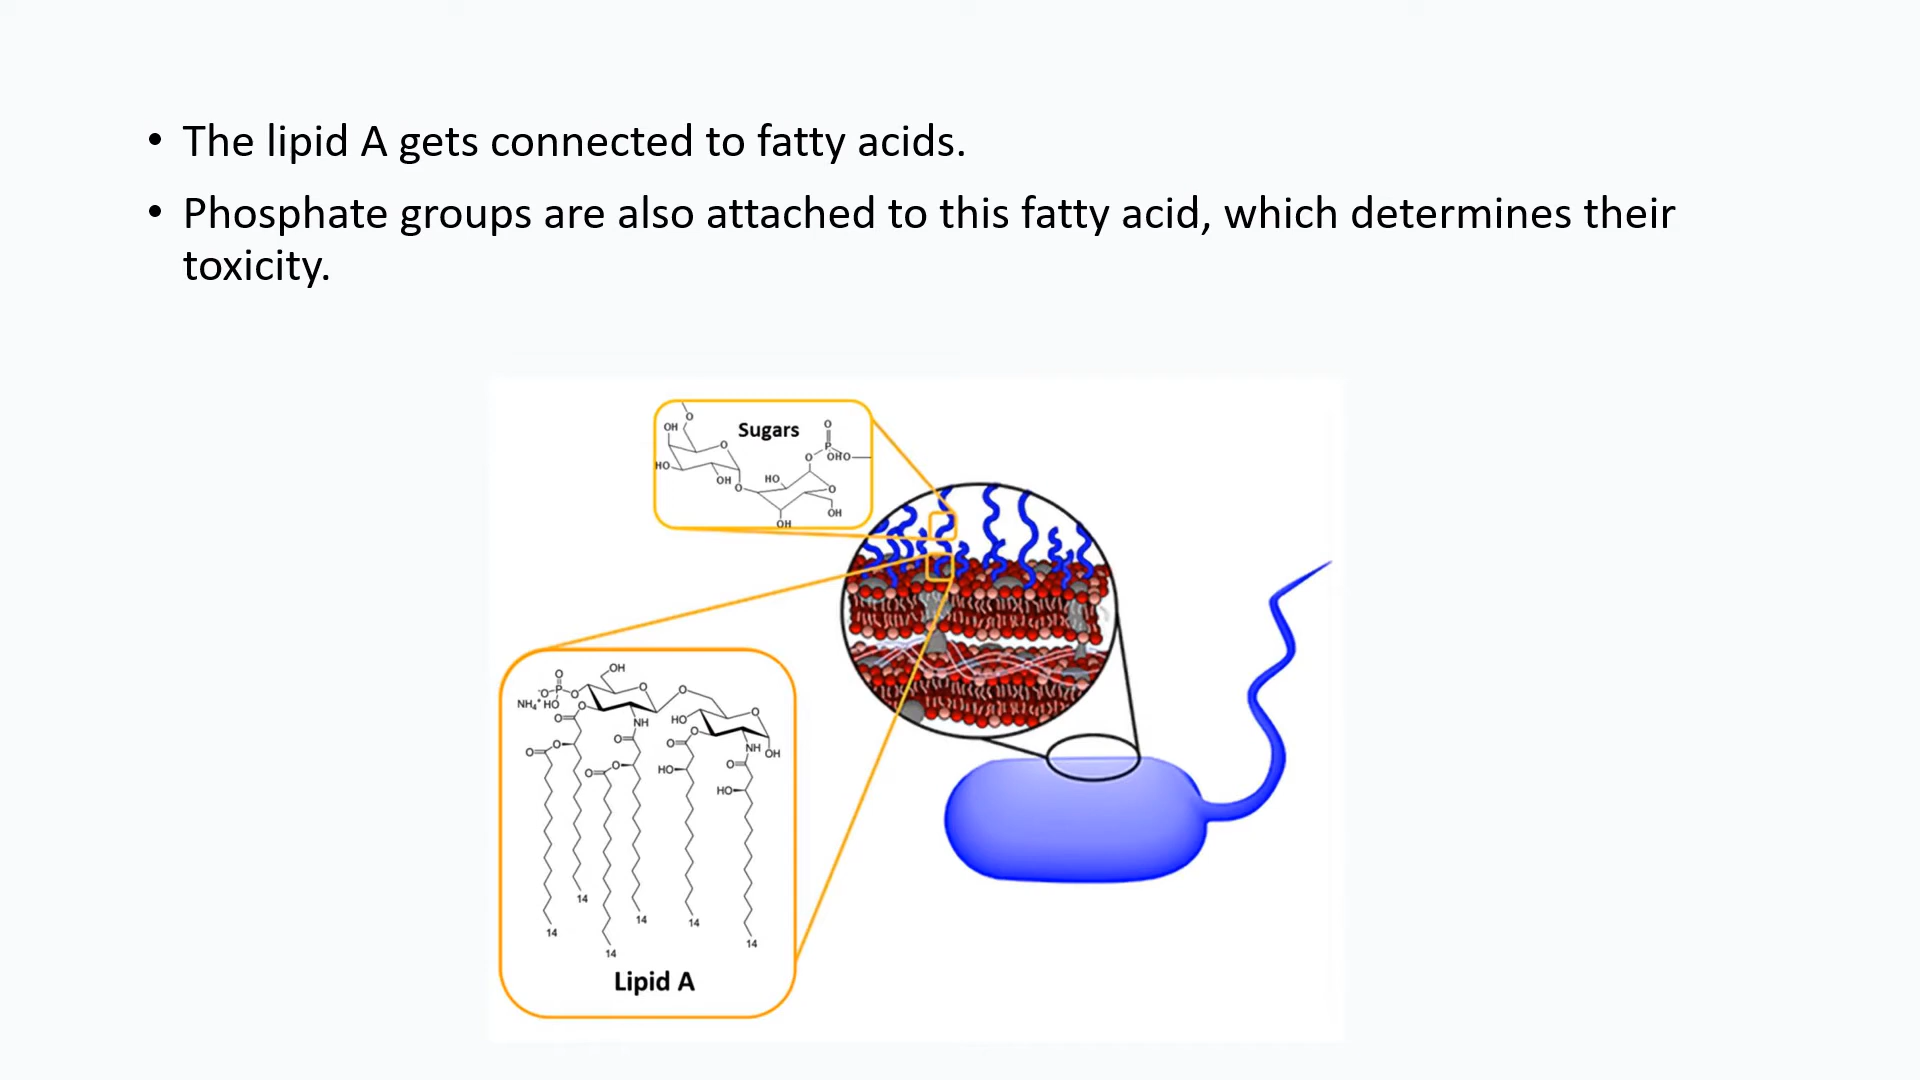 • The lipid A gets connected to fatty acids.
• Phosphate groups are also attached to this fatty acid, which determines their
toxicity.
Sugars
O
OH
O
O
P
O
OHO
HO
OH
O
HO
O
OH
OH
OH
O
-O
P
O
NH4+ HO
O
O
O
O
O
NH
HO
O
O
O
NH
OH
O
O
O
O
O
HO
O
HO
14
14
14
14
14
14
Lipid A